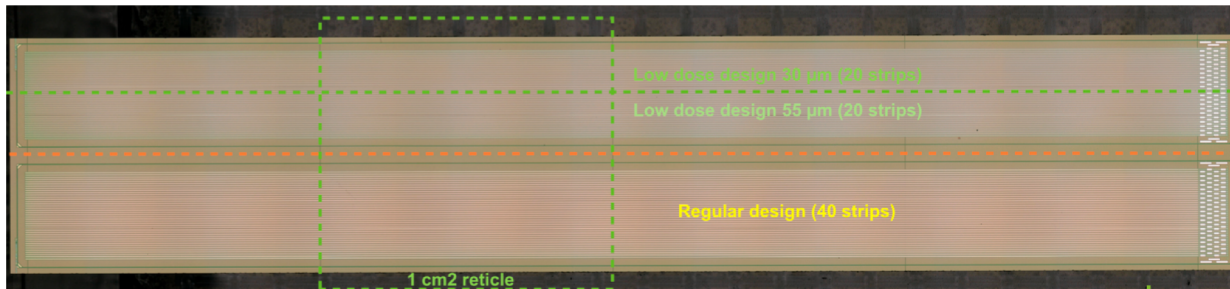 Low dose design 30 µm (20 strips)
Low dose design 55 µm (20 strips)
Regular design (40 strips)
1 cm2 reticle